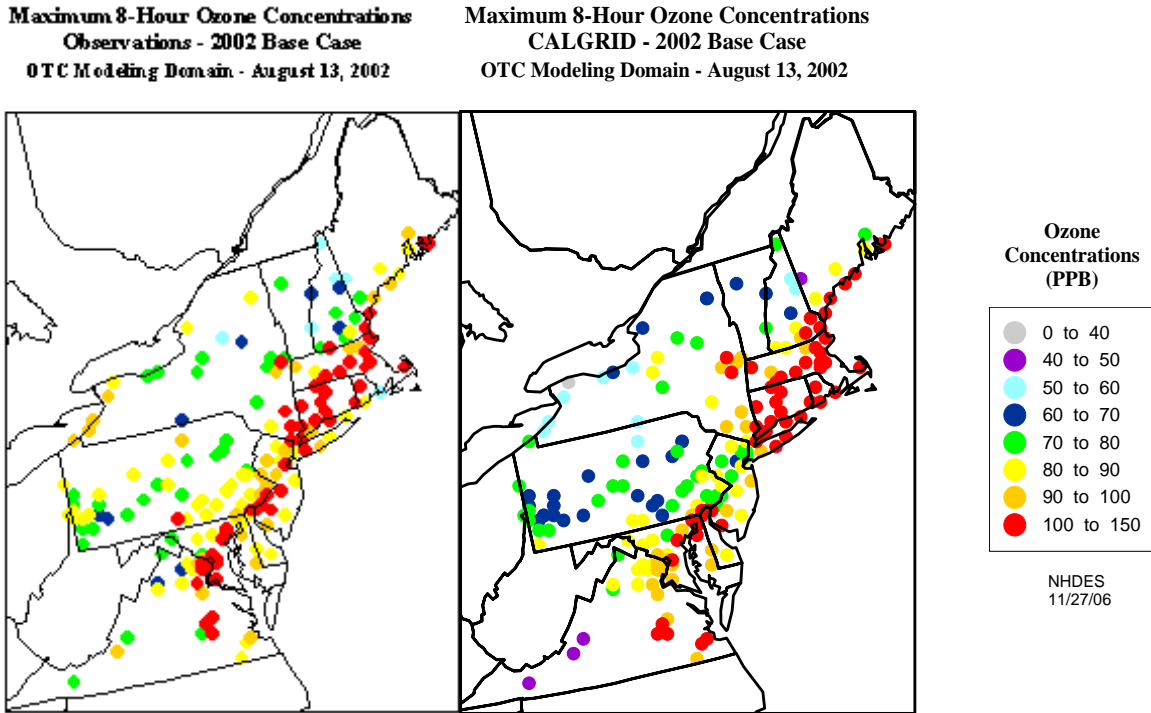 Maximum 8-Hour Ozone Concentrations
Observations - 2002 Base Case
OTC Modeling Domain - August 13, 2002
Maximum 8-Hour Ozone Concentrations
CALGRID - 2002 Base Case
OTC Modeling Domain - August 13, 2002
Ozone
Concentrations
(PPB)
0 to 40
40 to 50
50 to 60
60 to 70
70 to 80
80 to 90
90 to 100
100 to 150
NHDES
11/27/06